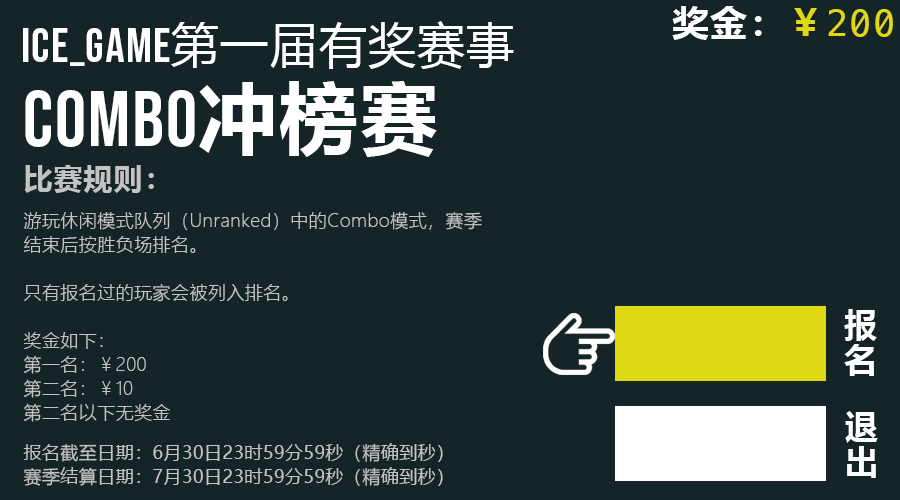 ICE_GAME第一届有奖赛事
奖金：￥200
COMBO冲榜赛
比赛规则：
游玩休闲模式队列（Unranked）中的Combo模式，赛季
结束后按胜负场排名。
只有报名过的玩家会被列入排名。
奖金如下：
第一名：￥200
第二名：￥10
第二名以下无奖金
报名截至日期：6月30日23时59分59秒（精确到秒）
赛季结算日期：7月30日23时59分59秒（精确到秒）
报名
退出